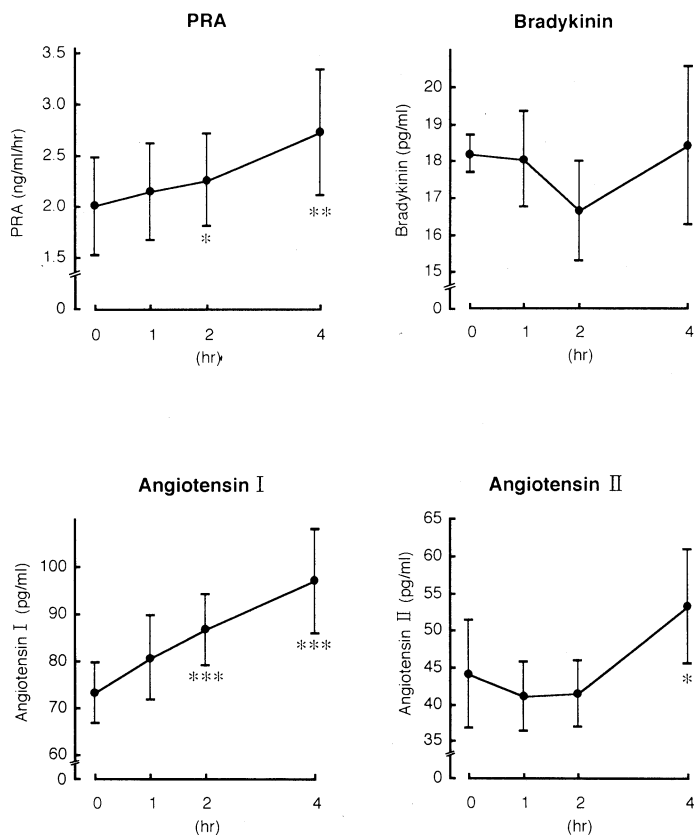 PRA
3.5
3.0
2.5
2.0
1.5
0
PRA (ng/ml/hr)
*
**
0 1 2 4
(hr)
Bradykinin
20
19
18
17
16
15
0
Bradykinin (pg/ml)
0 1 2 4
(hr)
Angiotensin I
100
90
80
70
60
0
Angiotensin I (pg/ml)
***
***
0 1 2 4
(hr)
Angiotensin II
65
60
55
50
45
40
35
0
Angiotensin II (pg/ml)
*
0 1 2 4
(hr)